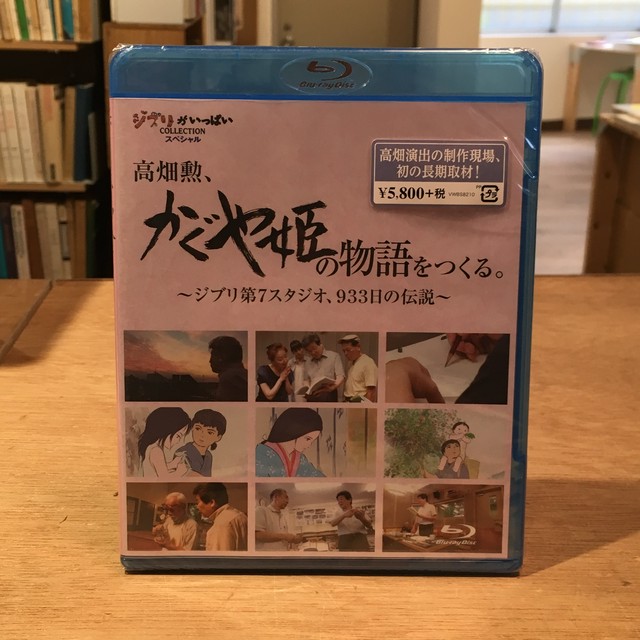 Blu-ray Disc
ジブリがいっぱい
COLLECTION
スペシャル
高畑演出の制作現場、
初の長期取材!
¥5,800+税 VWBS8210 プラ
高畑勲、
かぐや姫の物語をつくる。
~ジブリ第7スタジオ、933日の伝説~
Blu-ray Disc